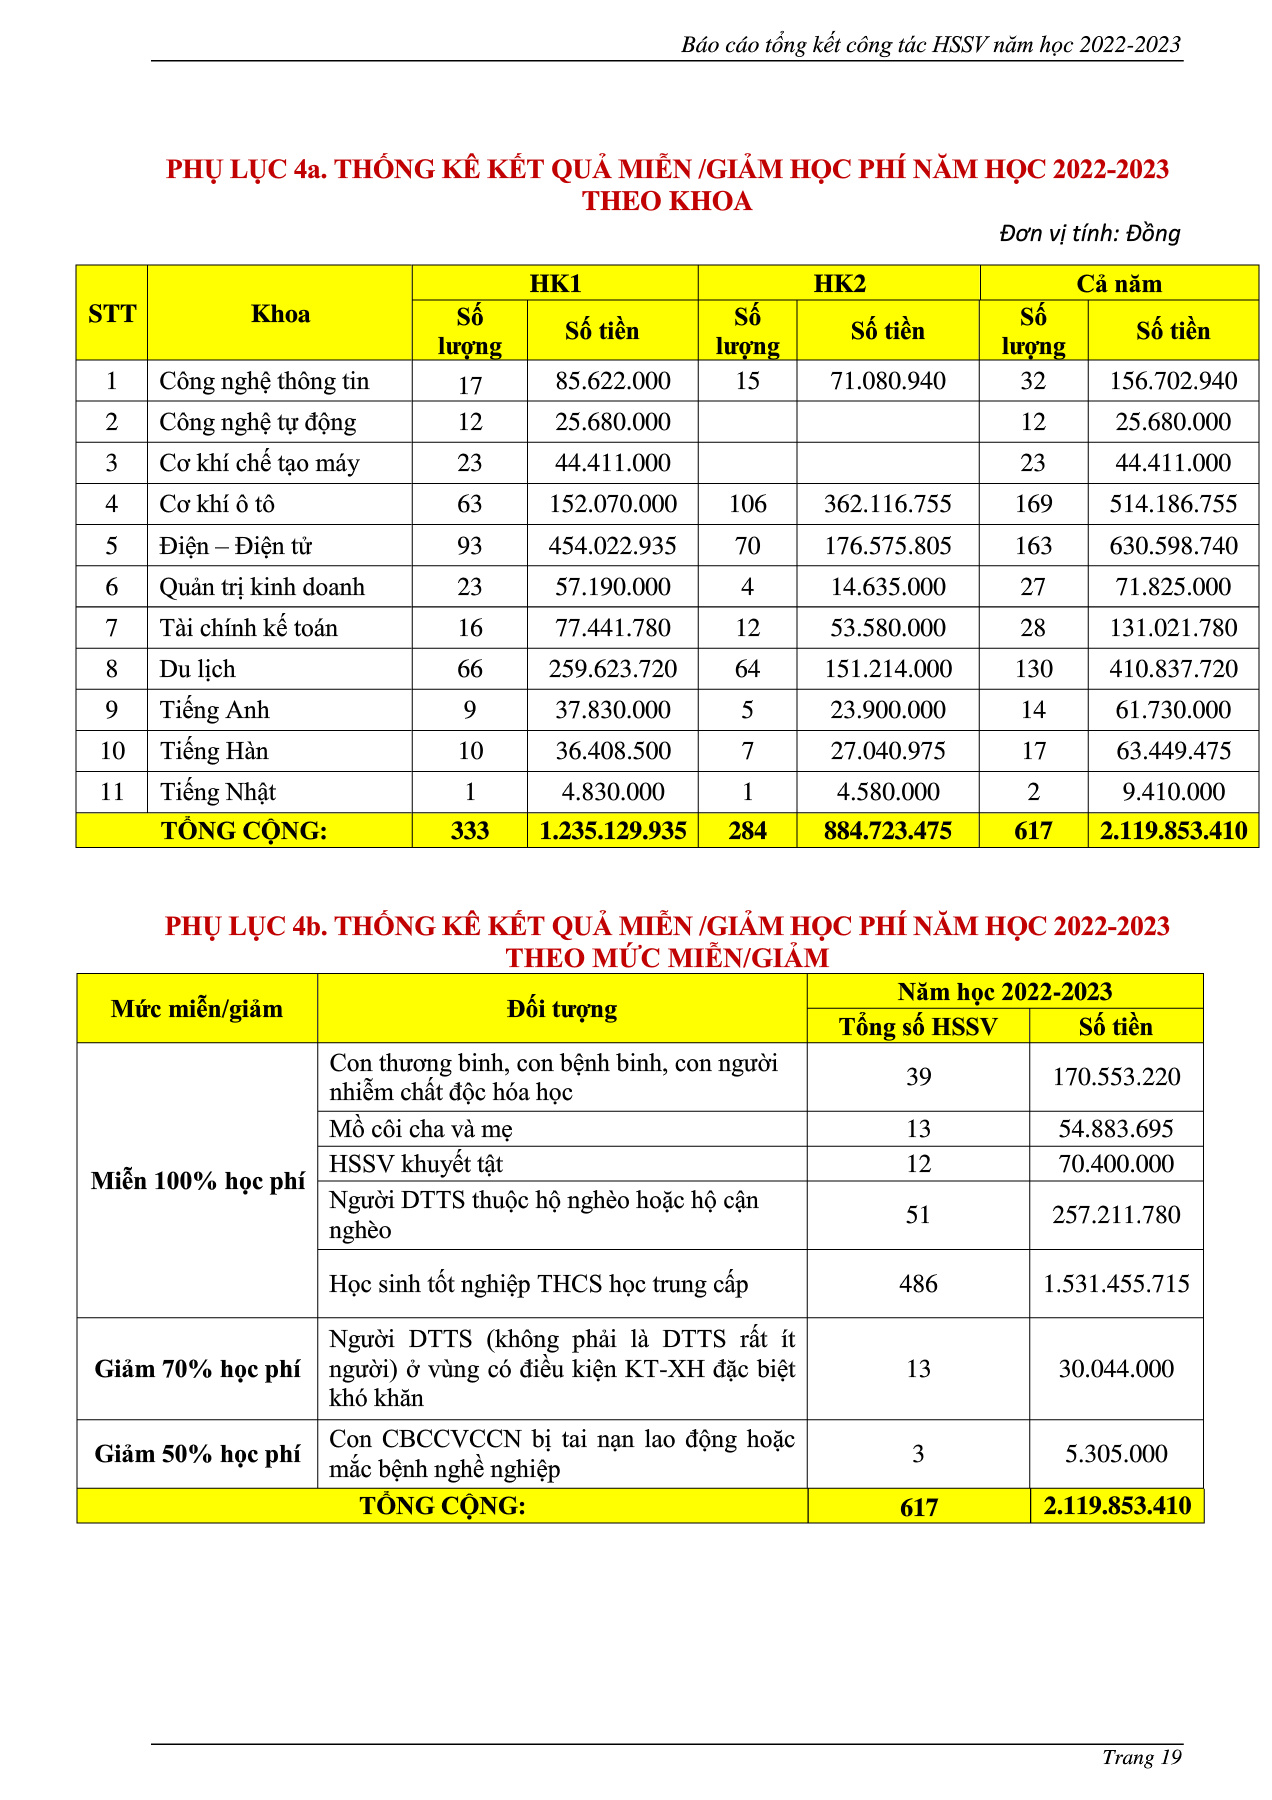 Báo cáo tổng kết công tác HSSV năm học 2022-2023
PHỤ LỤC 4a. THỐNG KÊ KẾT QUẢ MIỄN /GIẢM HỌC PHÍ NĂM HỌC 2022-2023
THEO KHOA
Đơn vị tính: Đồng
STT Khoa HK1 HK2 Cả năm
Số lượng Số tiền Số lượng Số tiền Số lượng Số tiền
1 Công nghệ thông tin 17 85.622.000 15 71.080.940 32 156.702.940
2 Công nghệ tự động 12 25.680.000 12 25.680.000
3 Cơ khí chế tạo máy 23 44.411.000 23 44.411.000
4 Cơ khí ô tô 63 152.070.000 106 362.116.755 169 514.186.755
5 Điện – Điện tử 93 454.022.935 70 176.575.805 163 630.598.740
6 Quản trị kinh doanh 23 57.190.000 4 14.635.000 27 71.825.000
7 Tài chính kế toán 16 77.441.780 12 53.580.000 28 131.021.780
8 Du lịch 66 259.623.720 64 151.214.000 130 410.837.720
9 Tiếng Anh 9 37.830.000 5 23.900.000 14 61.730.000
10 Tiếng Hàn 10 36.408.500 7 27.040.975 17 63.449.475
11 Tiếng Nhật 1 4.830.000 1 4.580.000 2 9.410.000
TỔNG CỘNG: 333 1.235.129.935 284 884.723.475 617 2.119.853.410
PHỤ LỤC 4b. THỐNG KÊ KẾT QUẢ MIỄN /GIẢM HỌC PHÍ NĂM HỌC 2022-2023
THEO MỨC MIỄN/GIẢM
Mức miễn/giảm Đối tượng Năm học 2022-2023
Tổng số HSSV Số tiền
Miễn 100% học phí
Con thương binh, con bệnh binh, con người
nhiễm chất độc hóa học 39 170.553.220
Mồ côi cha và mẹ 13 54.883.695
HSSV khuyết tật 12 70.400.000
Người DTTS thuộc hộ nghèo hoặc hộ cận
nghèo 51 257.211.780
Học sinh tốt nghiệp THCS học trung cấp 486 1.531.455.715
Giảm 70% học phí
Người DTTS (không phải là DTTS rất ít
người) ở vùng có điều kiện KT-XH đặc biệt
khó khăn 13 30.044.000
Giảm 50% học phí
Con CBCCVCCN bị tai nạn lao động hoặc
mắc bệnh nghề nghiệp 3 5.305.000
TỔNG CỘNG: 617 2.119.853.410
Trang 19